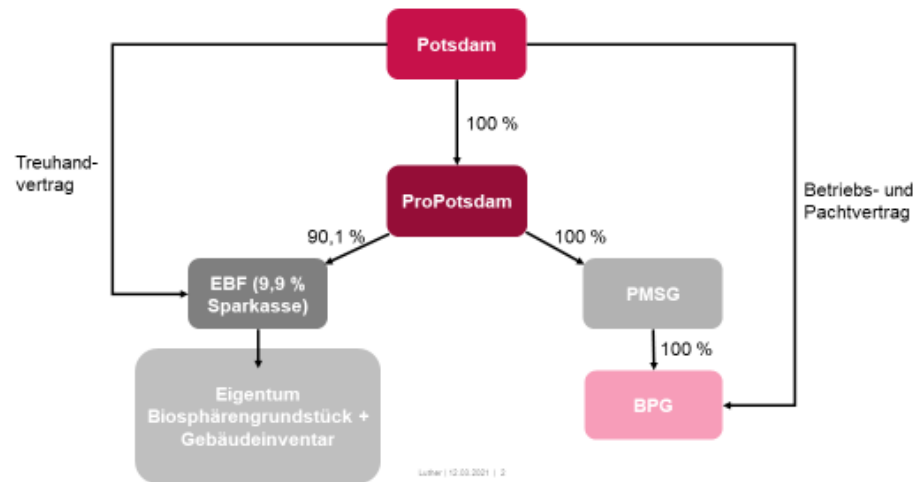 Potsdam
100 %
Treuhand-
vertrag
ProPotsdam
Betriebs- und
Pachtvertrag
90,1 %
100 %
EBF (9,9 %
Sparkasse)
PMSG
100 %
Eigentum
Biosphärengrundstück +
Gebäudeinventar
BPG
Luther | 12.03.2021 | 2